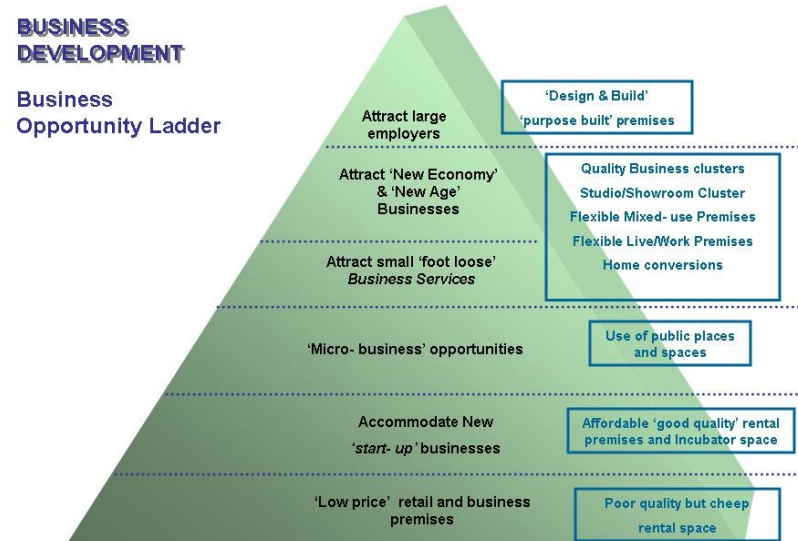 BUSINESS
DEVELOPMENT
Business
Opportunity Ladder
Attract large
employers
'Design & Build'
'purpose built' premises
Attract 'New Economy'
& 'New Age'
Businesses
Quality Business clusters
Studio/Showroom Cluster
Flexible Mixed- use Premises
Flexible Live/Work Premises
Home conversions
Attract small 'foot loose'
Business Services
'Micro- business' opportunities
Use of public places
and spaces
Accommodate New
'start- up' businesses
Affordable 'good quality' rental
premises and Incubator space
'Low price' retail and business
premises
Poor quality but cheep
rental space